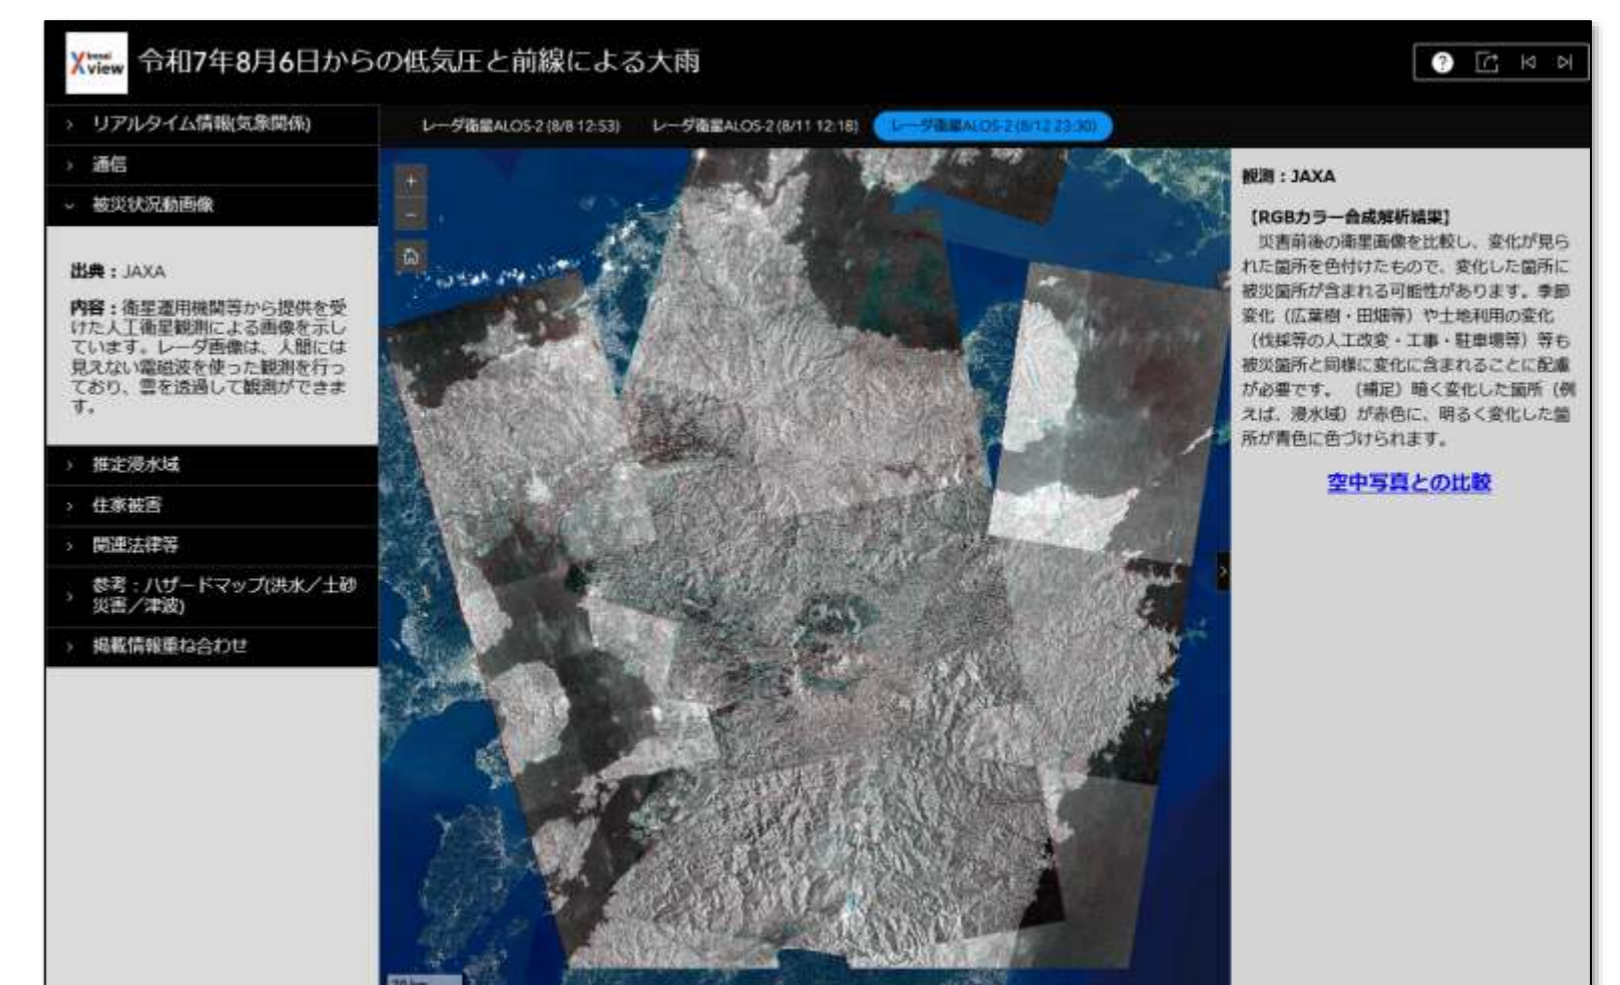 bosai
Xview
令和7年8月6日からの低気圧と前線による大雨
?
リアルタイム情報(気象関係)
通信
被災状況動画像
出典：JAXA
内容：衛星運用機関等から提供を受
けた人工衛星観測による画像を示し
ています。レーダ画像は、人間には
見えない電磁波を使った観測を行っ
ており、雲を透過して観測ができま
す。
推定浸水域
住家被害
関連法律等
参考：ハザードマップ(洪水／土砂
災害／津波)
掲載情報重ね合わせ
レーダ衛星ALOS-2 (8/8 12:53)
レーダ衛星ALOS-2 (8/11 12:18)
レーダ衛星ALOS-2 (8/12 23:30)
+
−
観測：JAXA
【RGBカラー合成解析結果】
災害前後の衛星画像を比較し、変化が見ら
れた箇所を色付けたもので、変化した箇所に
被災箇所が含まれる可能性があります。季節
変化（広葉樹・田畑等）や土地利用の変化
（伐採等の人工改変・工事・駐車場等）等も
被災箇所と同様に変化に含まれることに配慮
が必要です。（補足）暗く変化した箇所（例
えば、浸水域）が赤色に、明るく変化した箇
所が青色に色づけられます。
空中写真との比較